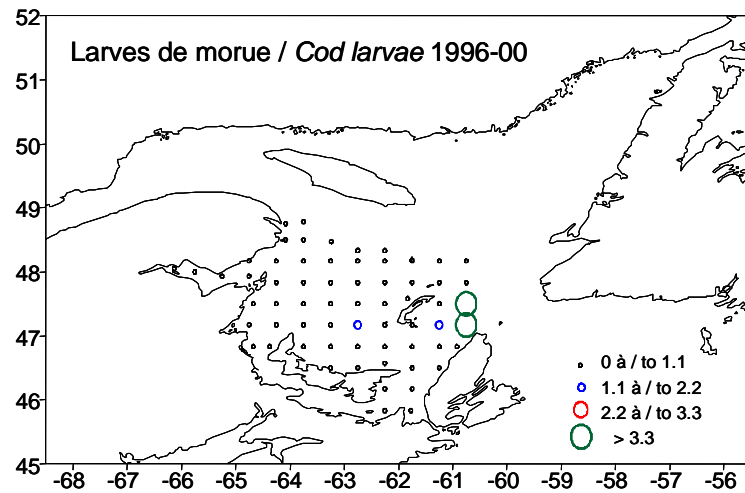 52
Larves de morue / Cod larvae 1996-00
51
50
49
48
47
0 à / to 1.1
46
1.1 à / to 2.2
2.2 à / to 3.3
> 3.3
45
-68 -67 -66 -65 -64 -63 -62 -61 -60 -59 -58 -57 -56